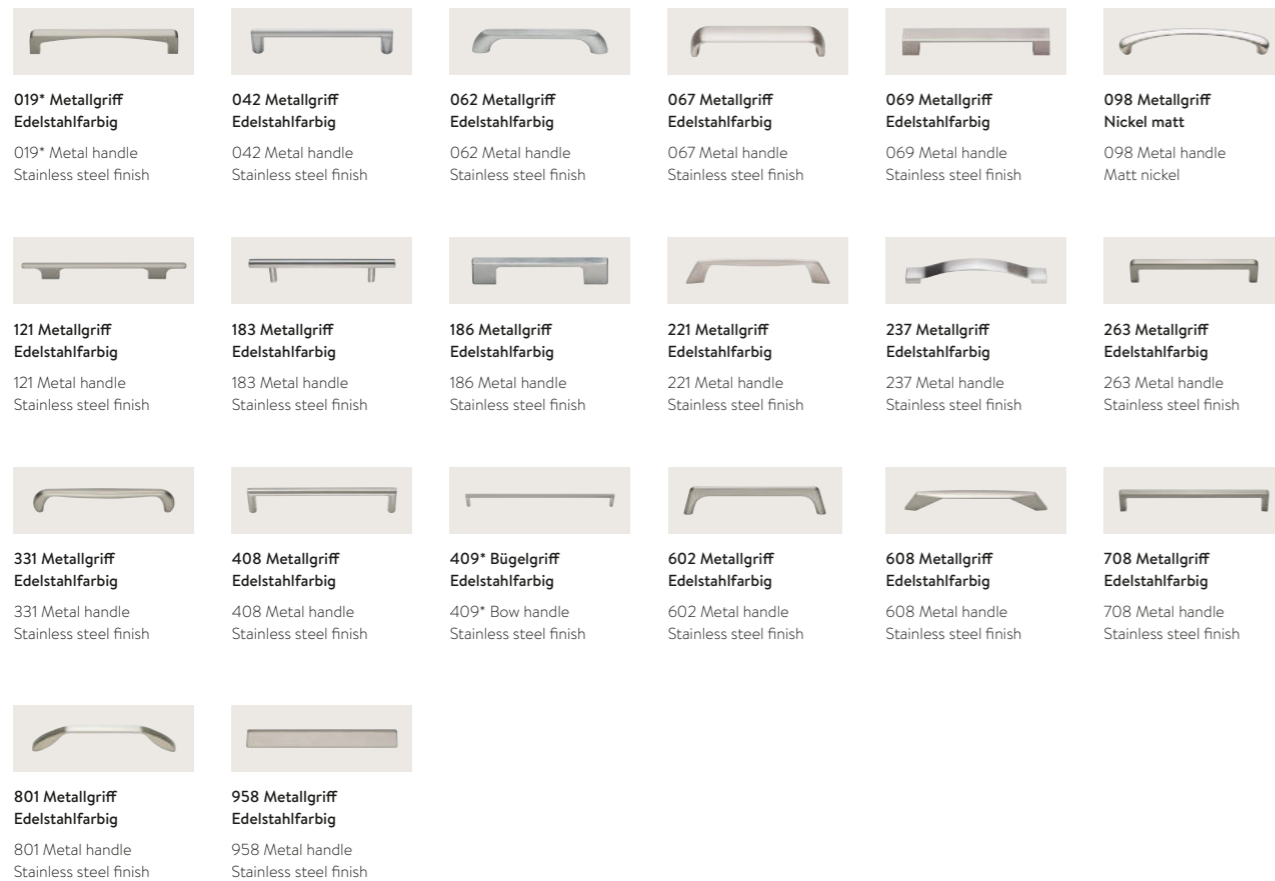 019* Metallgriff
Edelstahlfarbig
019* Metal handle
Stainless steel finish
042 Metallgriff
Edelstahlfarbig
042 Metal handle
Stainless steel finish
062 Metallgriff
Edelstahlfarbig
062 Metal handle
Stainless steel finish
067 Metallgriff
Edelstahlfarbig
067 Metal handle
Stainless steel finish
069 Metallgriff
Edelstahlfarbig
069 Metal handle
Stainless steel finish
098 Metallgriff
Nickel matt
098 Metal handle
Matt nickel
121 Metallgriff
Edelstahlfarbig
121 Metal handle
Stainless steel finish
183 Metallgriff
Edelstahlfarbig
183 Metal handle
Stainless steel finish
186 Metallgriff
Edelstahlfarbig
186 Metal handle
Stainless steel finish
221 Metallgriff
Edelstahlfarbig
221 Metal handle
Stainless steel finish
237 Metallgriff
Edelstahlfarbig
237 Metal handle
Stainless steel finish
263 Metallgriff
Edelstahlfarbig
263 Metal handle
Stainless steel finish
331 Metallgriff
Edelstahlfarbig
331 Metal handle
Stainless steel finish
408 Metallgriff
Edelstahlfarbig
408 Metal handle
Stainless steel finish
409* Bügelgriff
Edelstahlfarbig
409* Bow handle
Stainless steel finish
602 Metallgriff
Edelstahlfarbig
602 Metal handle
Stainless steel finish
608 Metallgriff
Edelstahlfarbig
608 Metal handle
Stainless steel finish
708 Metallgriff
Edelstahlfarbig
708 Metal handle
Stainless steel finish
801 Metallgriff
Edelstahlfarbig
801 Metal handle
Stainless steel finish
958 Metallgriff
Edelstahlfarbig
958 Metal handle
Stainless steel finish